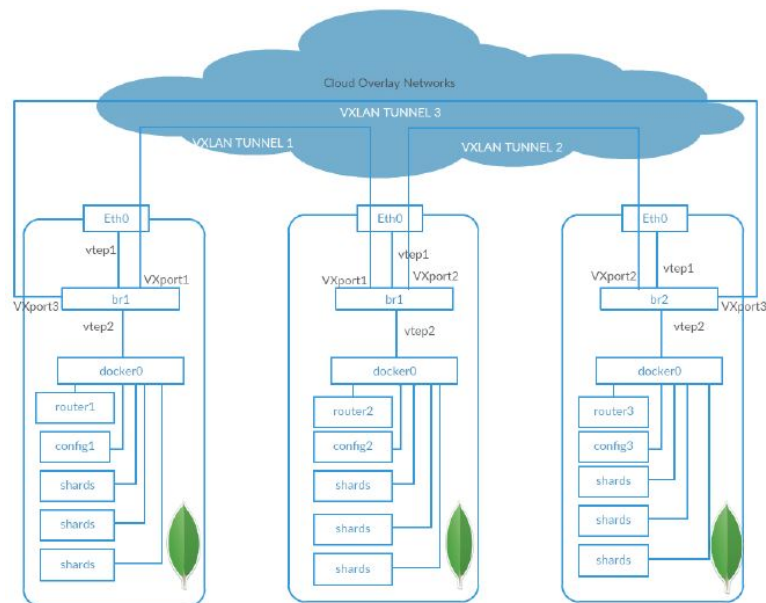 Cloud Overlay Networks
VXLAN TUNNEL 3
VXLAN TUNNEL 1
VXLAN TUNNEL 2
Eth0
Eth0
Eth0
vtep1
vtep1
vtep1
VXport1
VXport1
VXport2
VXport2
VXport3
br1
br1
br2
VXport3
vtep2
vtep2
vtep2
docker0
docker0
docker0
router1
router2
router3
config1
config2
config3
shards
shards
shards
shards
shards
shards
shards
shards
shards